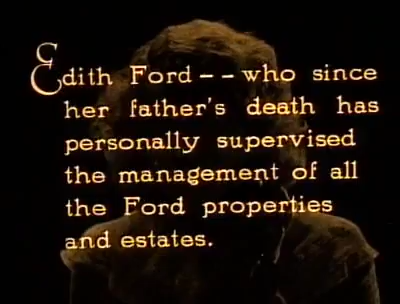 Edith Ford -- who since
her father's death has
personally supervised
the management of all
the Ford properties
and estates.